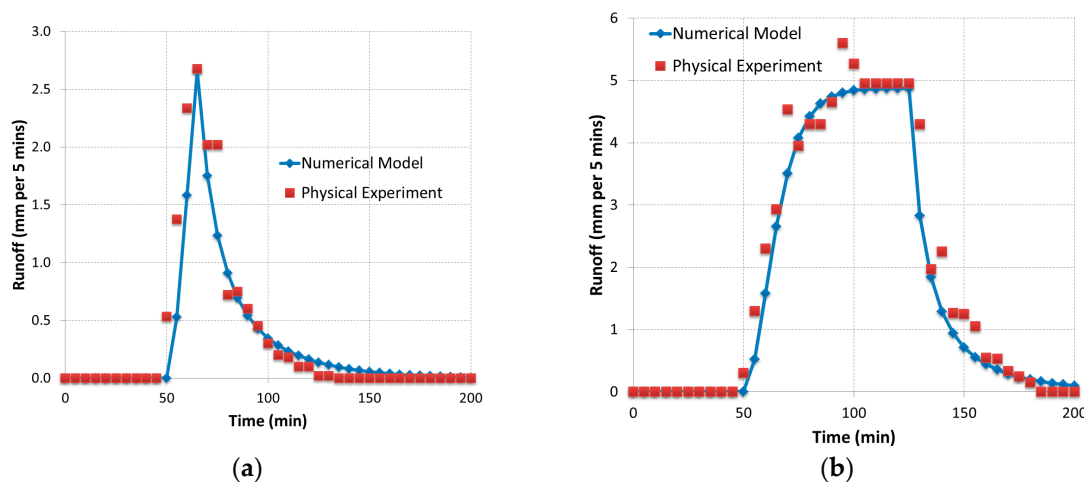 3.0
2.5
2.0
1.5
1.0
0.5
0.0
Runoff (mm per 5 mins)
Numerical Model
Physical Experiment
0 50 100 150 200
Time (min)
(a)
6
5
4
3
2
1
0
Runoff (mm per 5 mins)
Numerical Model
Physical Experiment
0 50 100 150 200
Time (min)
(b)